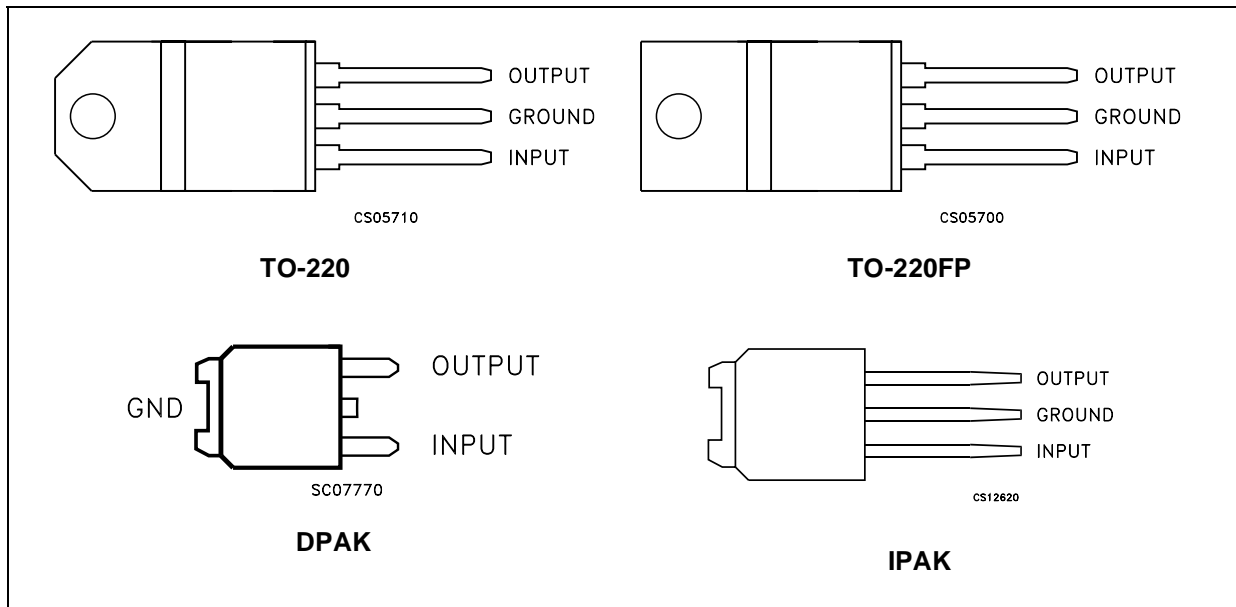 OUTPUT
GROUND
INPUT
CS05710
TO-220
OUTPUT
GROUND
INPUT
CS05700
TO-220FP
GND
OUTPUT
INPUT
SC07770
DPAK
OUTPUT
GROUND
INPUT
CS12620
IPAK